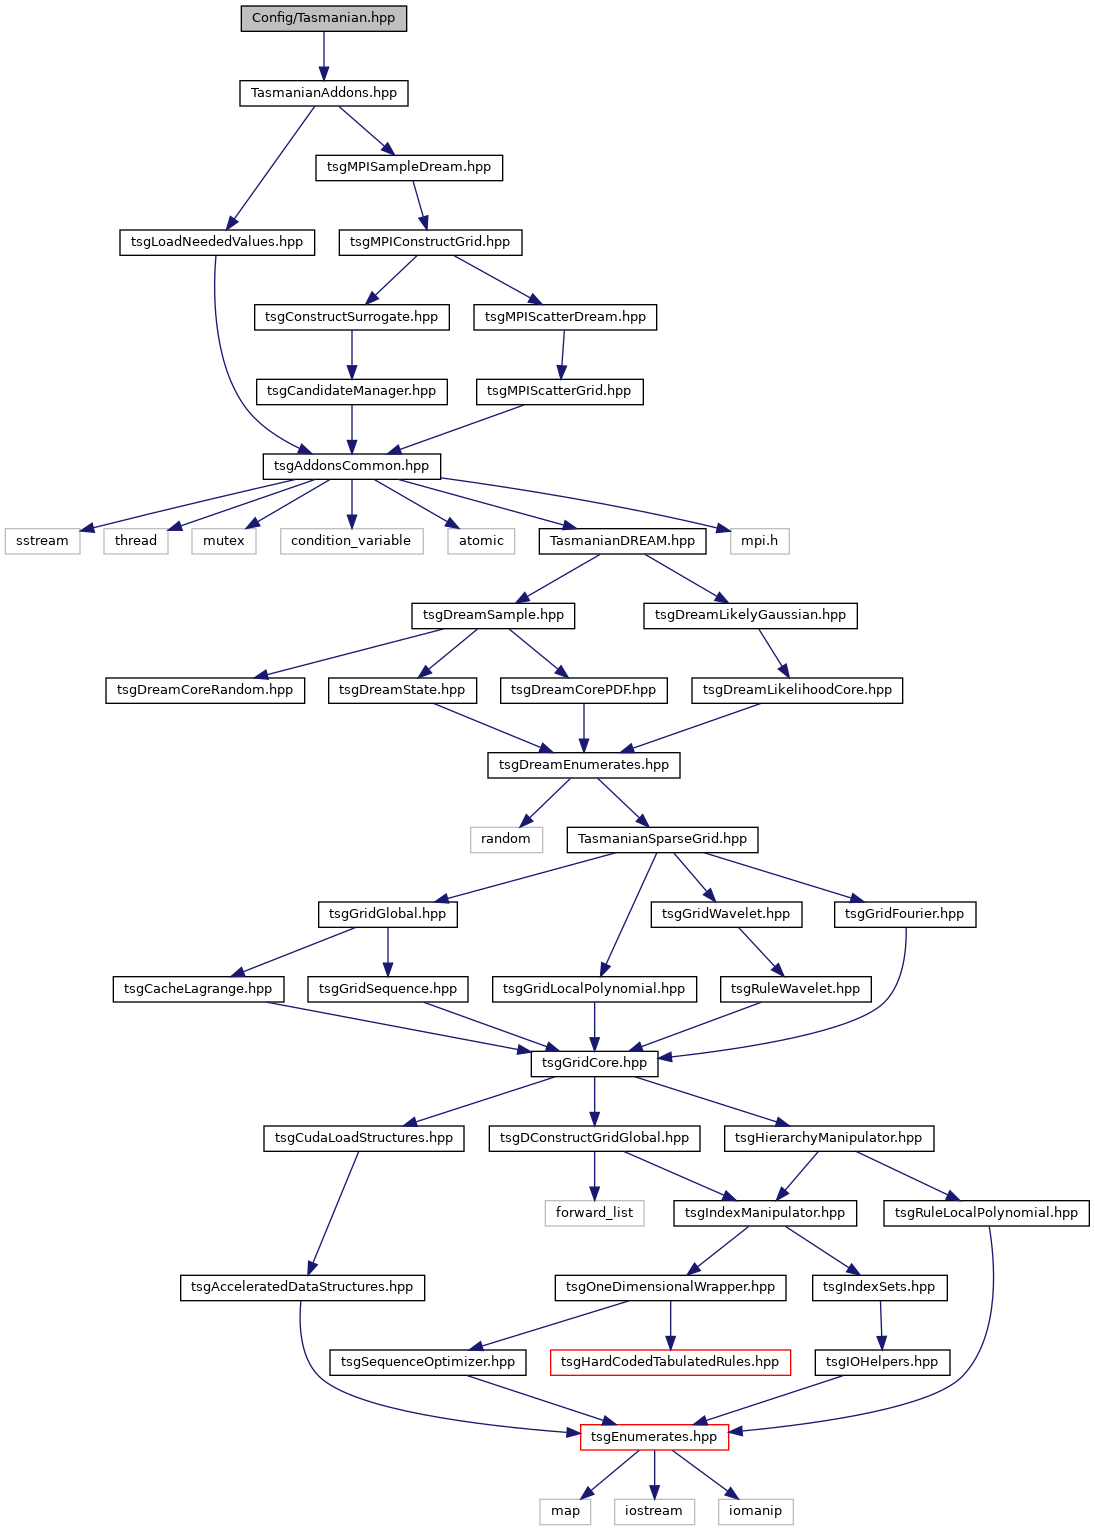 Config/Tasmanian.hpp
TasmanianAddons.hpp
tsgMPISampleDream.hpp
tsgLoadNeededValues.hpp
tsgMPIConstructGrid.hpp
tsgConstructSurrogate.hpp
tsgMPIScatterDream.hpp
tsgCandidateManager.hpp
tsgMPIScatterGrid.hpp
tsgAddonsCommon.hpp
sstream
thread
mutex
condition_variable
atomic
TasmanianDREAM.hpp
mpi.h
tsgDreamSample.hpp
tsgDreamLikelyGaussian.hpp
tsgDreamCoreRandom.hpp
tsgDreamState.hpp
tsgDreamCorePDF.hpp
tsgDreamLikelihoodCore.hpp
tsgDreamEnumerates.hpp
random
TasmanianSparseGrid.hpp
tsgGridGlobal.hpp
tsgGridWavelet.hpp
tsgGridFourier.hpp
tsgCacheLagrange.hpp
tsgGridSequence.hpp
tsgGridLocalPolynomial.hpp
tsgRuleWavelet.hpp
tsgGridCore.hpp
tsgCudaLoadStructures.hpp
tsgDConstructGridGlobal.hpp
tsgHierarchyManipulator.hpp
forward_list
tsgIndexManipulator.hpp
tsgRuleLocalPolynomial.hpp
tsgAcceleratedDataStructures.hpp
tsgOneDimensionalWrapper.hpp
tsgIndexSets.hpp
tsgSequenceOptimizer.hpp
tsgHardCodedTabulatedRules.hpp
tsgIOHelpers.hpp
tsgEnumerates.hpp
map
iostream
iomanip